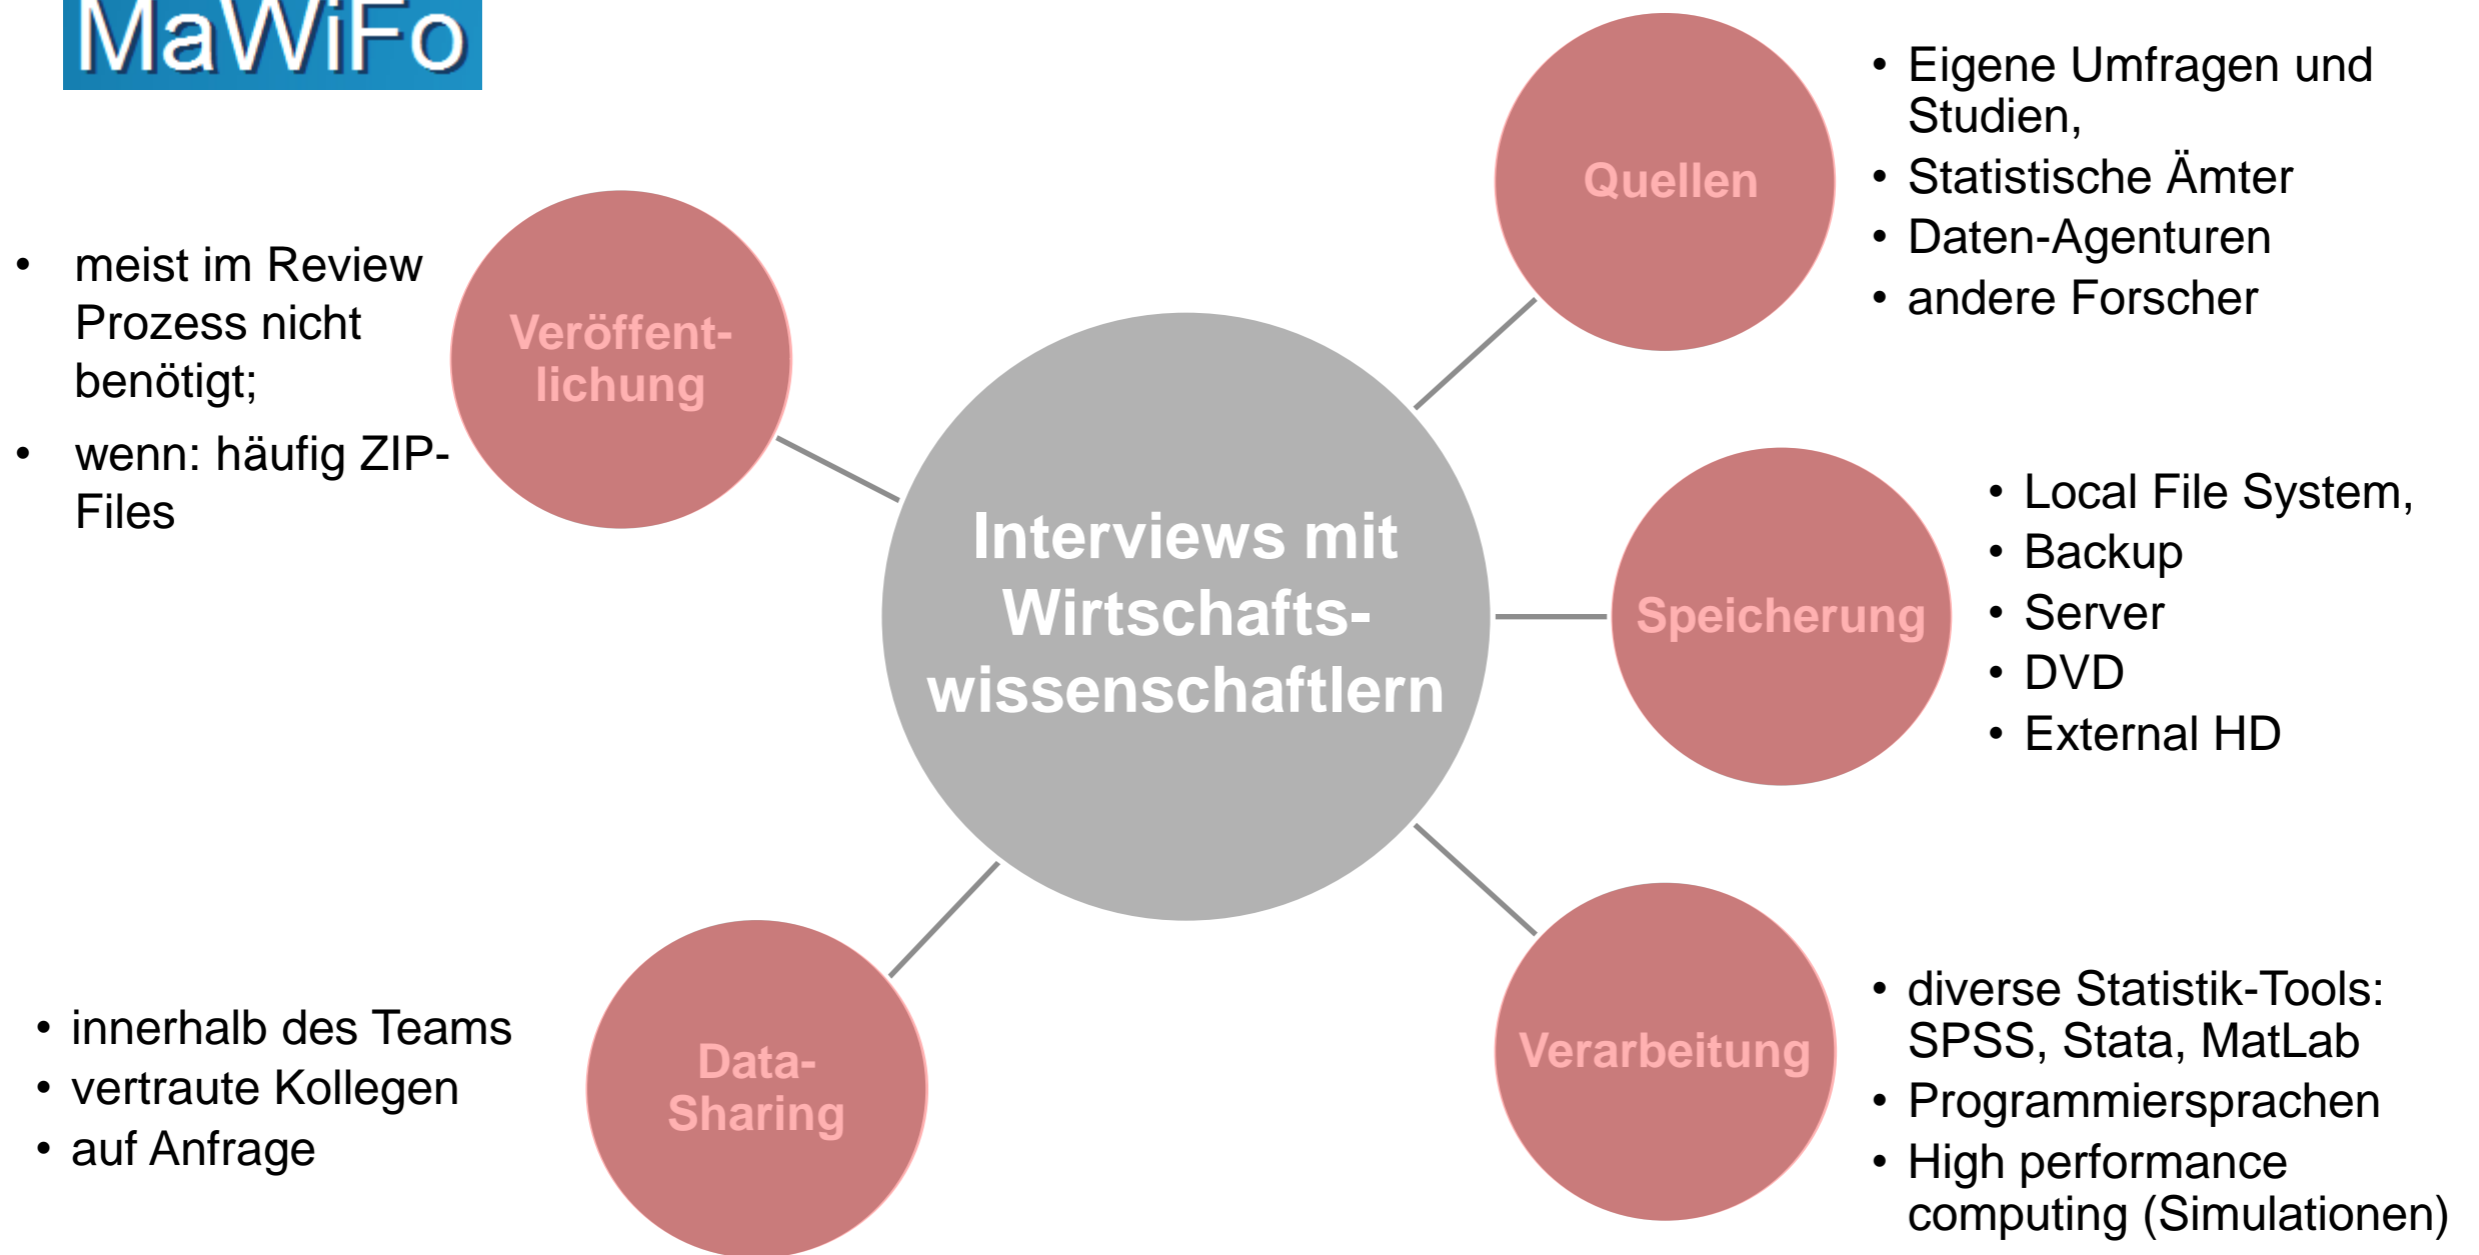 MaWiFo
Quellen
• Eigene Umfragen und
Studien,
• Statistische Ämter
• Daten-Agenturen
• andere Forscher
Speicherung
• Local File System,
• Backup
• Server
• DVD
• External HD
Verarbeitung
• diverse Statistik-Tools:
SPSS, Stata, MatLab
• Programmiersprachen
• High performance
computing (Simulationen)
Data-
Sharing
• innerhalb des Teams
• vertraute Kollegen
• auf Anfrage
Veröffent-
lichung
• meist im Review
Prozess nicht
benötigt;
• wenn: häufig ZIP-
Files
Interviews mit
Wirtschafts-
wissenschaftlern